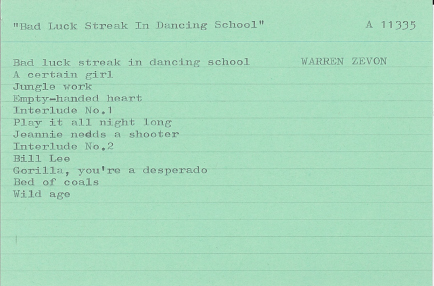 "Bad Luck Streak In Dancing School" A 11335
Bad luck streak in dancing school WARREN ZEVON
A certain girl
Jungle work
Empty-handed heart
Interlude No.1
Play it all night long
Jeannie needs a shooter
Interlude No.2
Bill Lee
Gorilla, you're a desperado
Bed of coals
Wild age